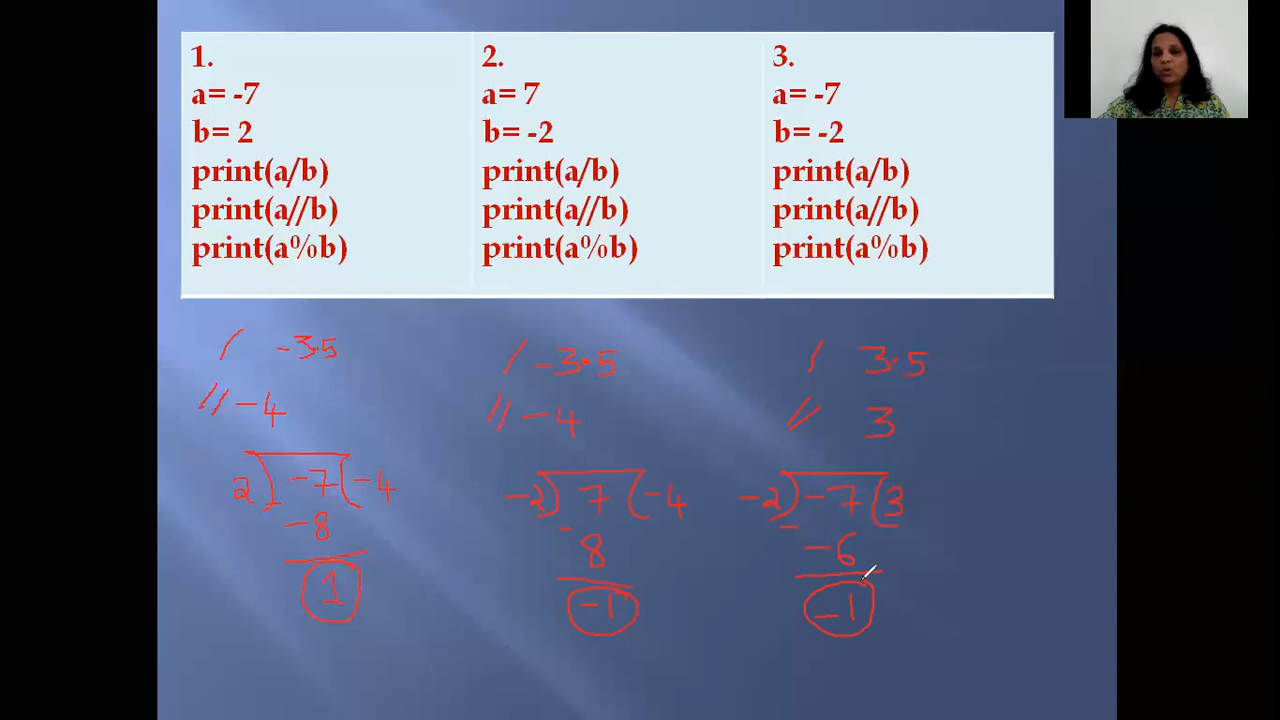 1.
a= -7
b= 2
print(a/b)
print(a//b)
print(a%b)
2.
a= 7
b= -2
print(a/b)
print(a//b)
print(a%b)
3.
a= -7
b= -2
print(a/b)
print(a//b)
print(a%b)
/ -3.5
// -4
2) -7 (-4
-8
1
/ -3.5
// -4
-2) 7 (-4
- 8
-1
/ 3.5
// 3
-2) -7 (3
- -6
-1